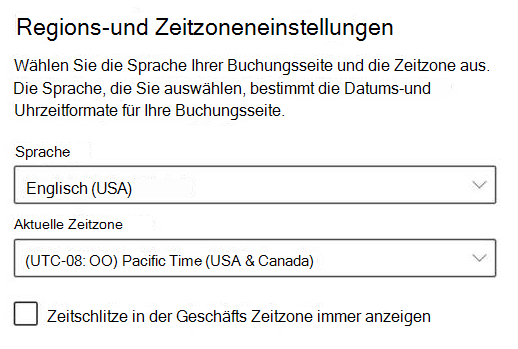 Regions-und Zeitzoneneinstellungen
Wählen Sie die Sprache Ihrer Buchungsseite und die Zeitzone aus.
Die Sprache, die Sie auswählen, bestimmt die Datums-und
Uhrzeitformate für Ihre Buchungsseite.
Sprache
Englisch (USA)
Aktuelle Zeitzone
(UTC-08: OO) Pacific Time (USA & Canada)
Zeitschlitze in der Geschäfts Zeitzone immer anzeigen